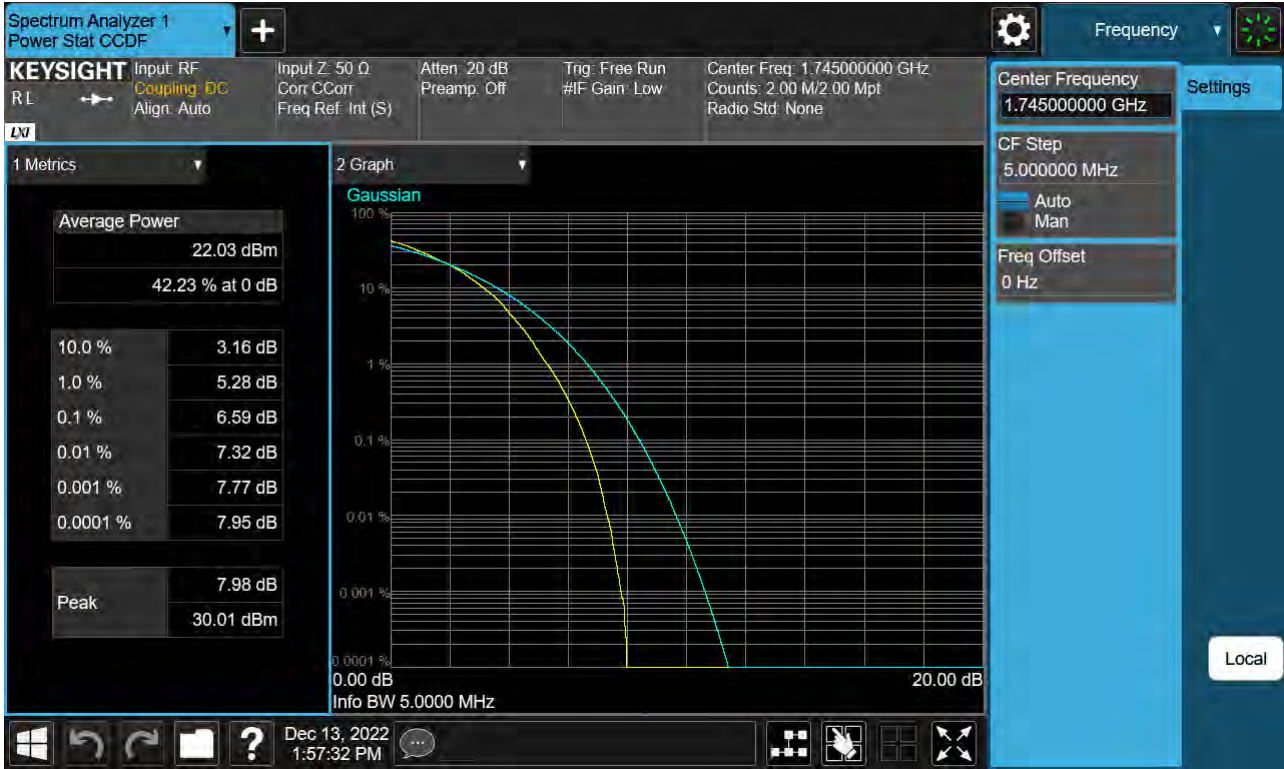 Spectrum Analyzer 1
Power Stat CCDF
Frequency
KEYSIGHT
R L
LXI
Input: RF
Coupling: DC
Align: Auto
Input Z: 50 Ω
Corr CCorr
Freq Ref: Int (S)
Atten: 20 dB
Preamp: Off
Trig: Free Run
#IF Gain: Low
Center Freq: 1.745000000 GHz
Counts: 2.00 M/2.00 Mpt
Radio Std: None
Center Frequency
1.745000000 GHz
Settings
CF Step
5.000000 MHz
Auto
Man
Freq Offset
0 Hz
Local
1 Metrics
Average Power
22.03 dBm
42.23 % at 0 dB
10.0 % 3.16 dB
1.0 % 5.28 dB
0.1 % 6.59 dB
0.01 % 7.32 dB
0.001 % 7.77 dB
0.0001 % 7.95 dB
Peak
7.98 dB
30.01 dBm
2 Graph
Gaussian
100 %
10 %
1 %
0.1 %
0.01 %
0.001 %
0.0001 %
0.00 dB 20.00 dB
Info BW 5.0000 MHz
?
Dec 13, 2022
1:57:32 PM